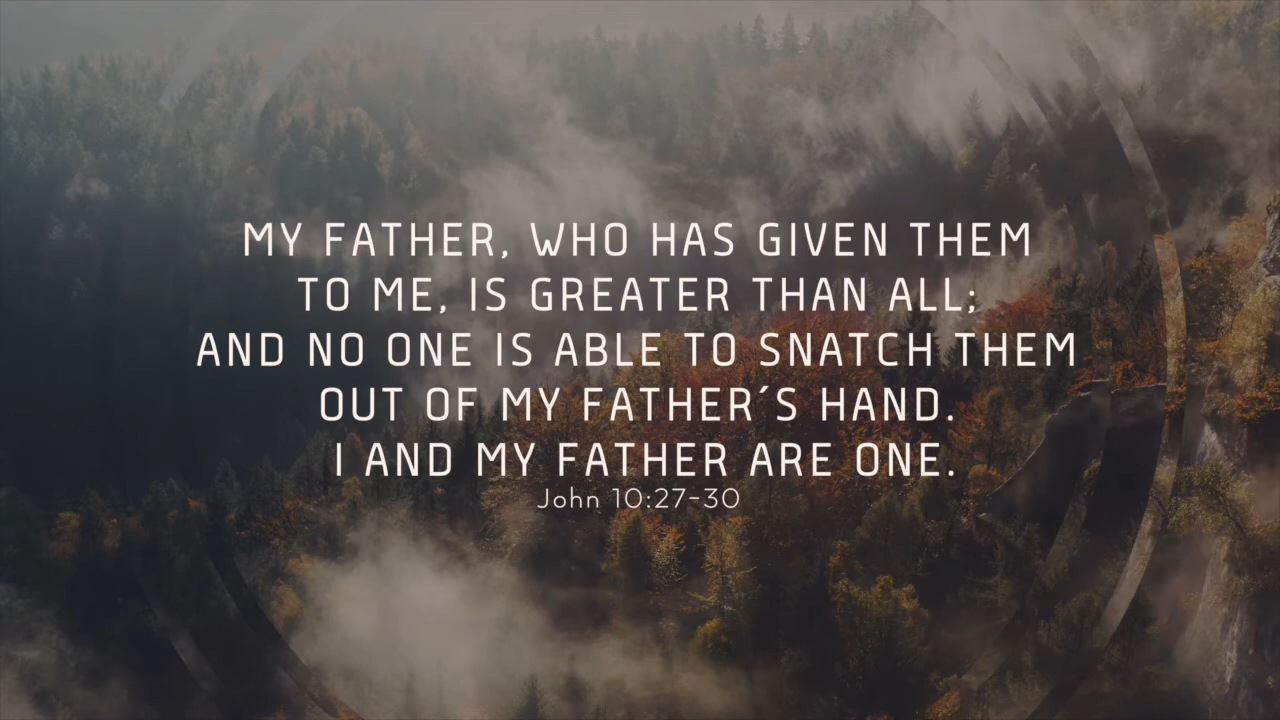 MY FATHER, WHO HAS GIVEN THEM
TO ME, IS GREATER THAN ALL;
AND NO ONE IS ABLE TO SNATCH THEM
OUT OF MY FATHER´S HAND.
I AND MY FATHER ARE ONE.
John 10:27-30